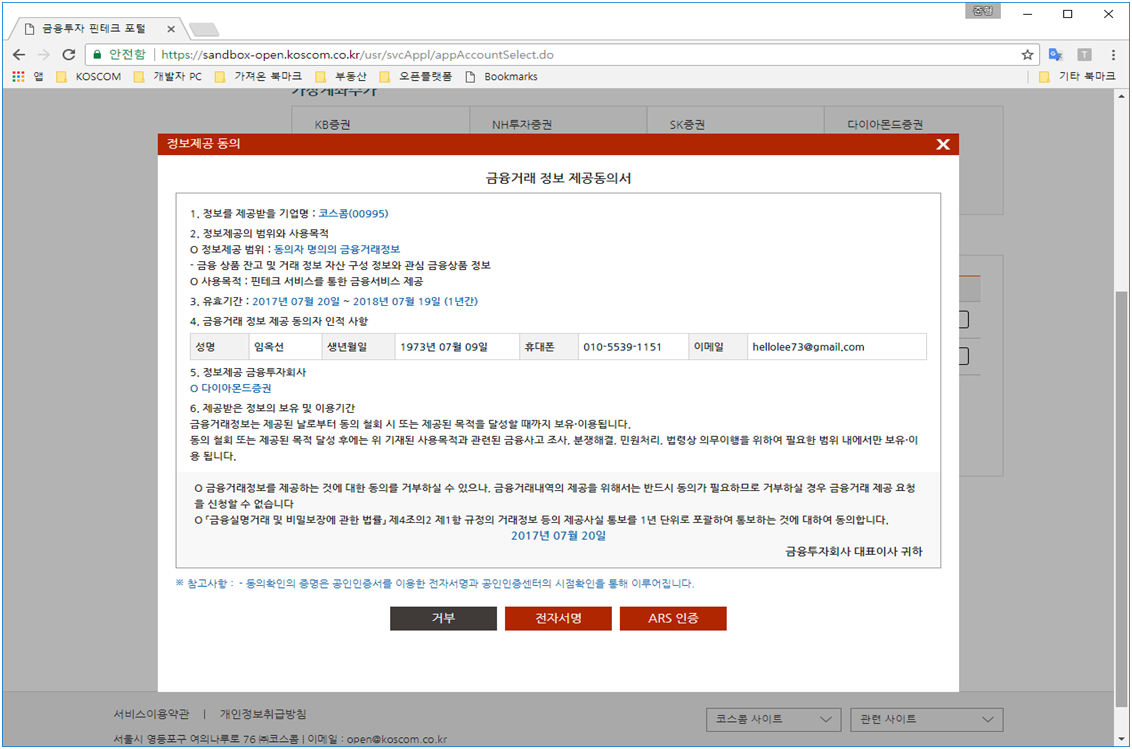 준형
금융투자 핀테크 포털
안전함 | https://sandbox-open.koscom.co.kr/usr/svcAppl/appAccountSelect.do
앱 KOSCOM 개발자 PC 가져온 북마크 부동산 오픈플랫폼 Bookmarks 기타 북마크
가상계좌추가
KB증권 NH투자증권 SK증권 다이아몬드증권
정보제공 동의 X
금융거래 정보 제공동의서
1. 정보를 제공받을 기업명 : 코스콤(00995)
2. 정보제공의 범위와 사용목적
O 정보제공 범위 : 동의자 명의의 금융거래정보
- 금융 상품 잔고 및 거래 정보 자산 구성 정보와 관심 금융상품 정보
O 사용목적 : 핀테크 서비스를 통한 금융서비스 제공
3. 유효기간 : 2017년 07월 20일 ~ 2018년 07월 19일 (1년간)
4. 금융거래 정보 제공 동의자 인적 사항
성명 임옥선 생년월일 1973년 07월 09일 휴대폰 010-5539-1151 이메일 hellolee73@gmail.com
5. 정보제공 금융투자회사
O 다이아몬드증권
6. 제공받은 정보의 보유 및 이용기간
금융거래정보는 제공된 날로부터 동의 철회 시 또는 제공된 목적을 달성할 때까지 보유·이용됩니다.
동의 철회 또는 제공된 목적 달성 후에는 위 기재된 사용목적과 관련된 금융사고 조사, 분쟁해결, 민원처리, 법령상 의무이행을 위하여 필요한 범위 내에서만 보유·이
용 됩니다.
O 금융거래정보를 제공하는 것에 대한 동의를 거부하실 수 있으나, 금융거래내역의 제공을 위해서는 반드시 동의가 필요하므로 거부하실 경우 금융거래 제공 요청
을 신청할 수 없습니다
O 「금융실명거래 및 비밀보장에 관한 법률」 제4조의2 제1항 규정의 거래정보 등의 제공사실 통보를 1년 단위로 포괄하여 통보하는 것에 대하여 동의합니다.
2017년 07월 20일
금융투자회사 대표이사 귀하
※ 참고사항 : - 동의확인의 증명은 공인인증서를 이용한 전자서명과 공인인증센터의 시점확인를 통해 이루어집니다.
거부 전자서명 ARS 인증
서비스이용약관 | 개인정보취급방침
코스콤 사이트 관련 사이트
서울시 영등포구 여의나루로 76 ㈜코스콤 | 이메일 : open@koscom.co.kr